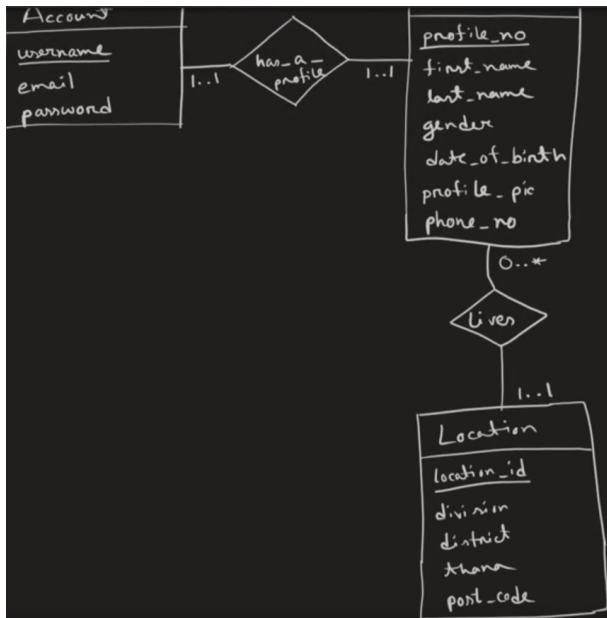 Account
username
email
password
1..1
has_a_
profile
1..1
profile_no
first_name
last_name
gender
date_of_birth
profile_pic
phone_no
0..*
Lives
1..1
Location
location_id
division
district
thana
post_code